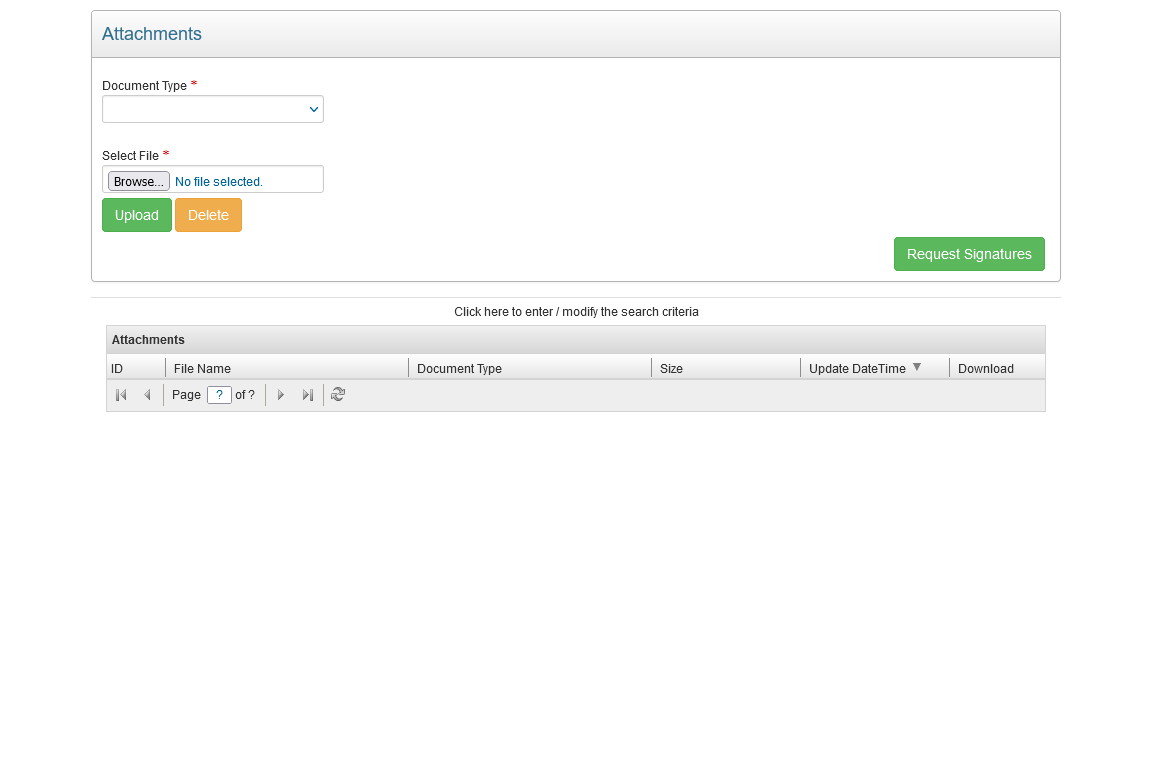 Attachments
Document Type *
Select File *
Browse... No file selected.
Upload Delete
Request Signatures
Click here to enter / modify the search criteria
Attachments
ID File Name Document Type Size Update DateTime Download
Page ? of ?